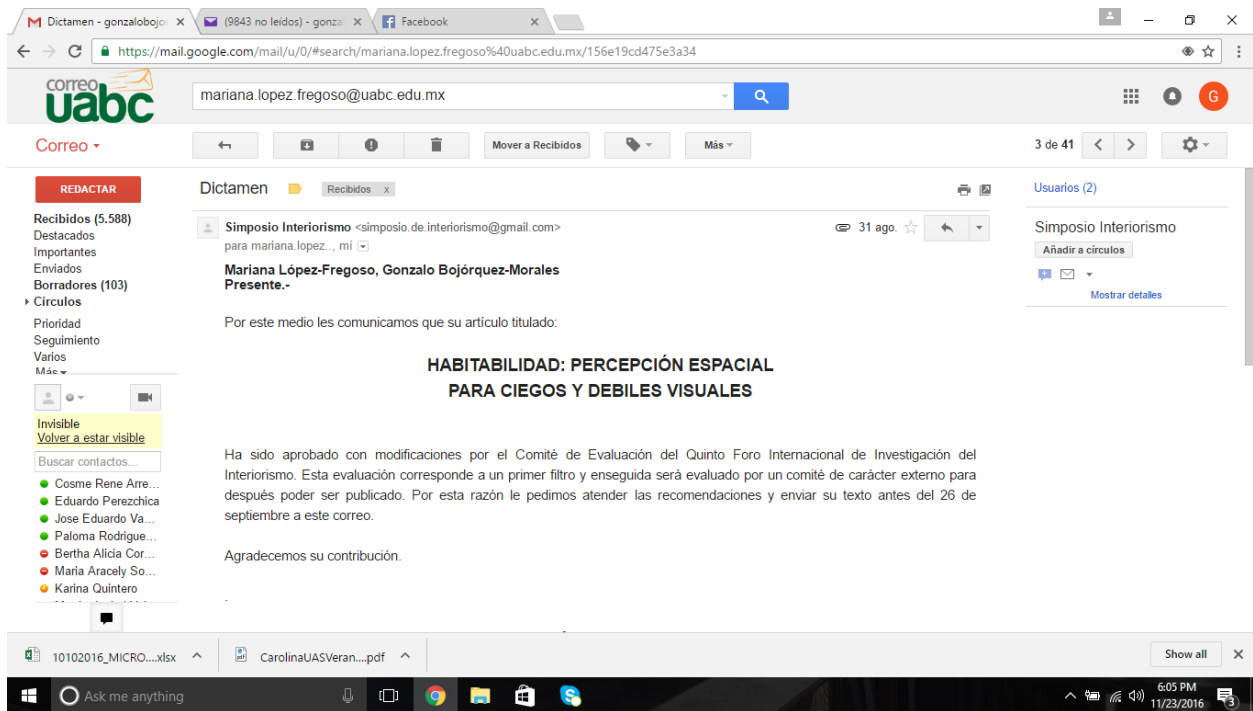 Dictamen - gonzalobojo
(9843 no leídos) - gonza
Facebook
https://mail.google.com/mail/u/0/#search/mariana.lopez.fregoso%40uabc.edu.mx/156e19cd475e3a34
correo
uabc
mariana.lopez.fregoso@uabc.edu.mx
G
Correo
Mover a Recibidos
Más
3 de 41
REDACTAR
Recibidos (5.588)
Destacados
Importantes
Enviados
Borradores (103)
Círculos
Prioridad
Seguimiento
Varios
Más
Invisible
Volver a estar visible
Buscar contactos...
Cosme Rene Arre...
Eduardo Perezchica
Jose Eduardo Va...
Paloma Rodrigue...
Bertha Alicia Cor...
Maria Aracely So...
Karina Quintero
Dictamen
Recibidos x
Simposio Interiorismo <simposio.de.interiorismo@gmail.com>
31 ago.
para mariana.lopez.., mí
Mariana López-Fregoso, Gonzalo Bojórquez-Morales
Presente.-
Por este medio les comunicamos que su artículo titulado:
HABITABILIDAD: PERCEPCIÓN ESPACIAL
PARA CIEGOS Y DEBILES VISUALES
Ha sido aprobado con modificaciones por el Comité de Evaluación del Quinto Foro Internacional de Investigación del
Interiorismo. Esta evaluación corresponde a un primer filtro y enseguida será evaluado por un comité de carácter externo para
después poder ser publicado. Por esta razón le pedimos atender las recomendaciones y enviar su texto antes del 26 de
septiembre a este correo.
Agradecemos su contribución.
.
Usuarios (2)
Simposio Interiorismo
Añadir a círculos
Mostrar detalles
10102016_MICRO....xlsx
CarolinaUASVeran....pdf
Show all
Ask me anything
6:05 PM
11/23/2016
3